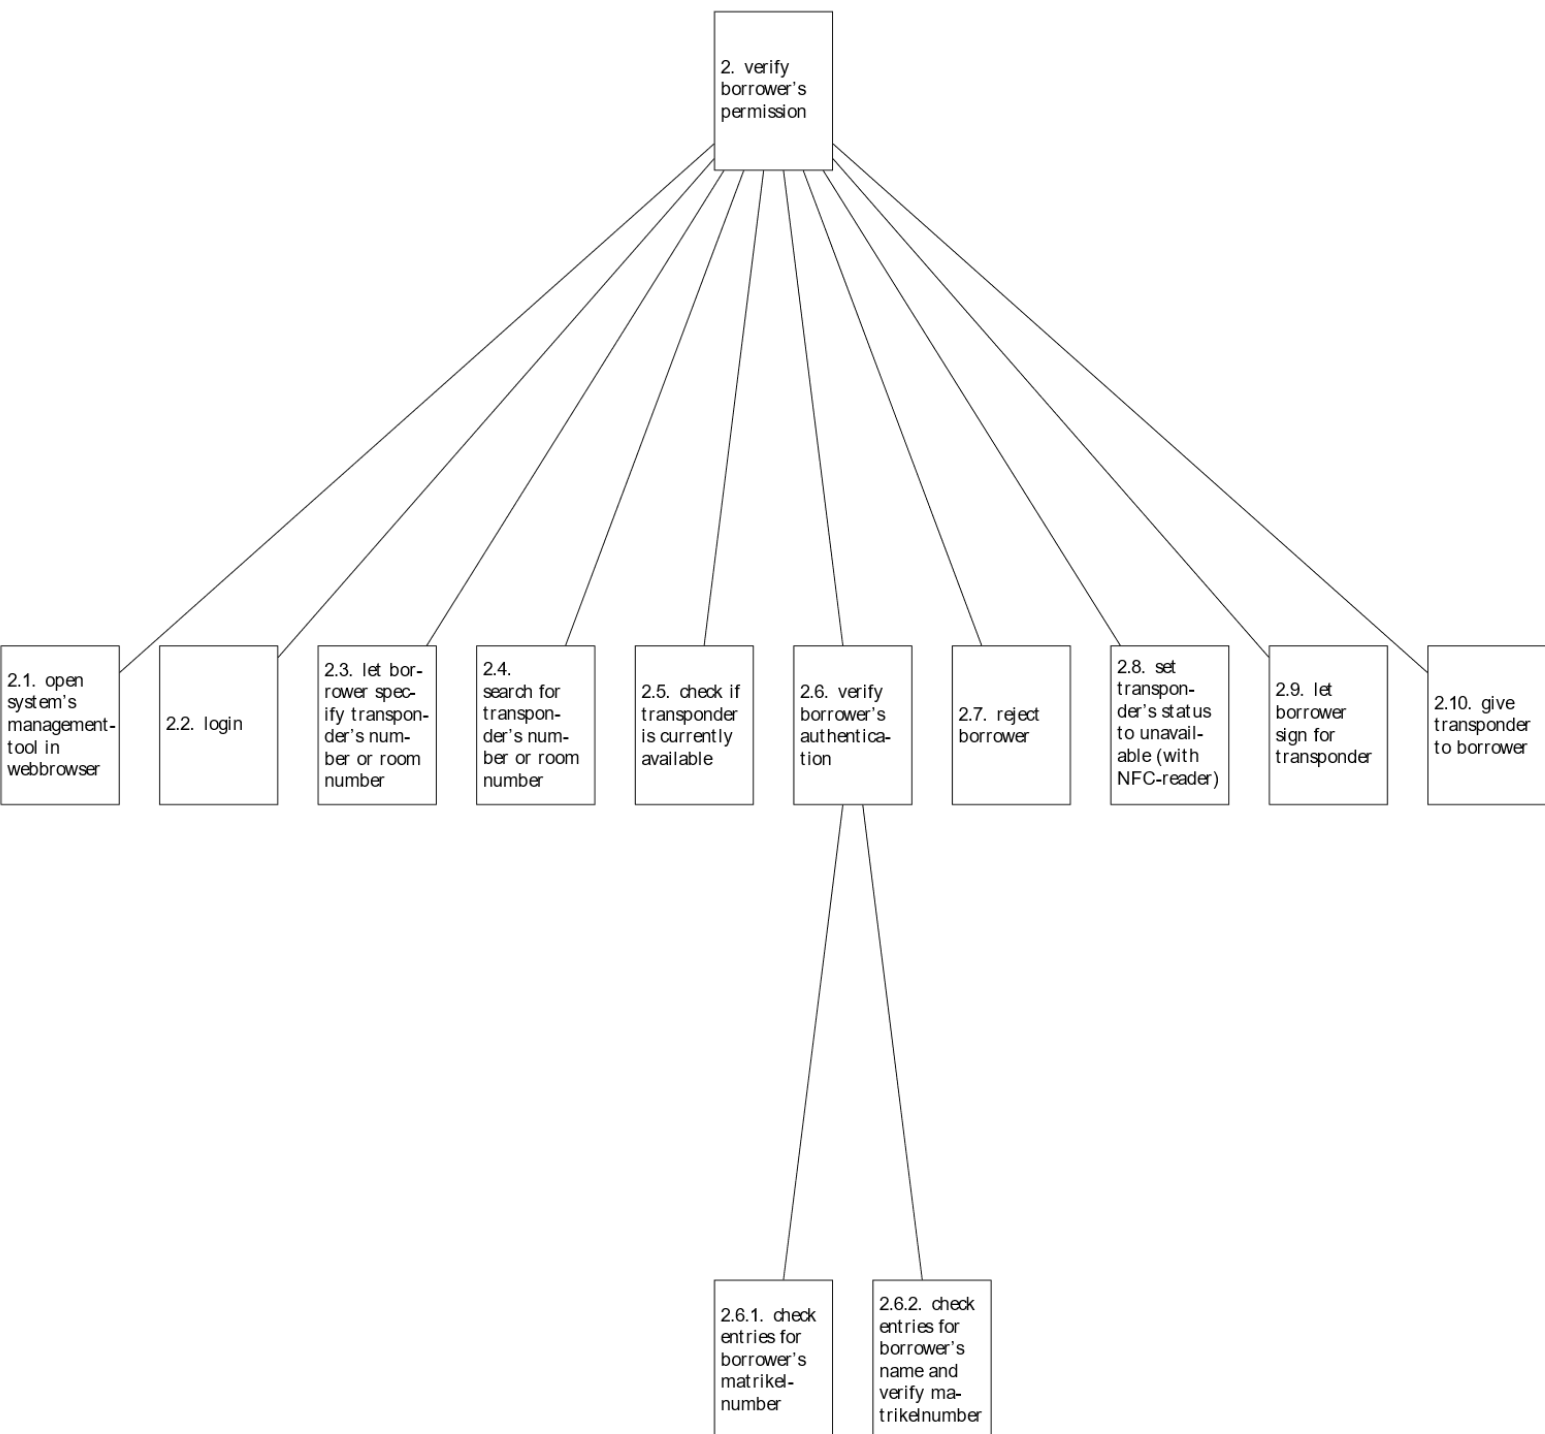 2. verify
borrower's
permission
2.1. open
system's
management-
tool in
webbrowser
2.2. login
2.3. let bor-
rower spec-
ify transpon-
der's num-
ber or room
number
2.4.
search for
transpon-
der's num-
ber or room
number
2.5. check if
transponder
is currently
available
2.6. verify
borrower's
authentica-
tion
2.7. reject
borrower
2.8. set
transpon-
der's status
to unavail-
able (with
NFC-reader)
2.9. let
borrower
sign for
transponder
2.10. give
transponder
to borrower
2.6.1. check
entries for
borrower's
matrikel-
number
2.6.2. check
entries for
borrower's
name and
verify ma-
trikelnumber